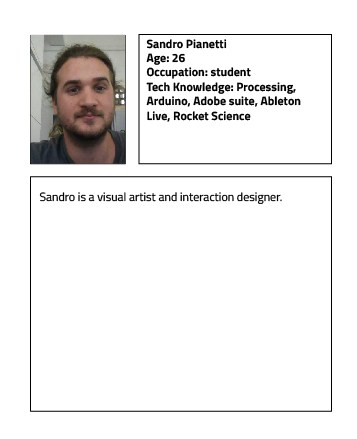 Sandro Pianetti
Age: 26
Occupation: student
Tech Knowledge: Processing,
Arduino, Adobe suite, Ableton
Live, Rocket Science
Sandro is a visual artist and interaction designer.